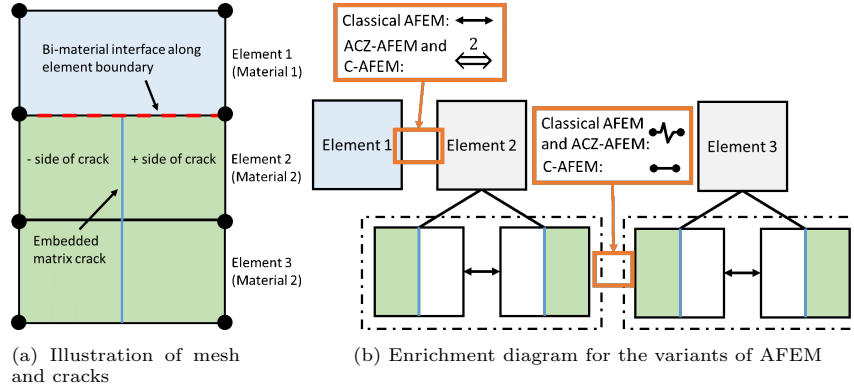 Bi-material interface along
element boundary
Element 1
(Material 1)
- side of crack
+ side of crack
Element 2
(Material 2)
Embedded
matrix crack
Element 3
(Material 2)
(a) Illustration of mesh
and cracks
Classical AFEM:
ACZ-AFEM and
C-AFEM:
2
Element 1
Element 2
Classical AFEM
and ACZ-AFEM:
C-AFEM:
Element 3
(b) Enrichment diagram for the variants of AFEM